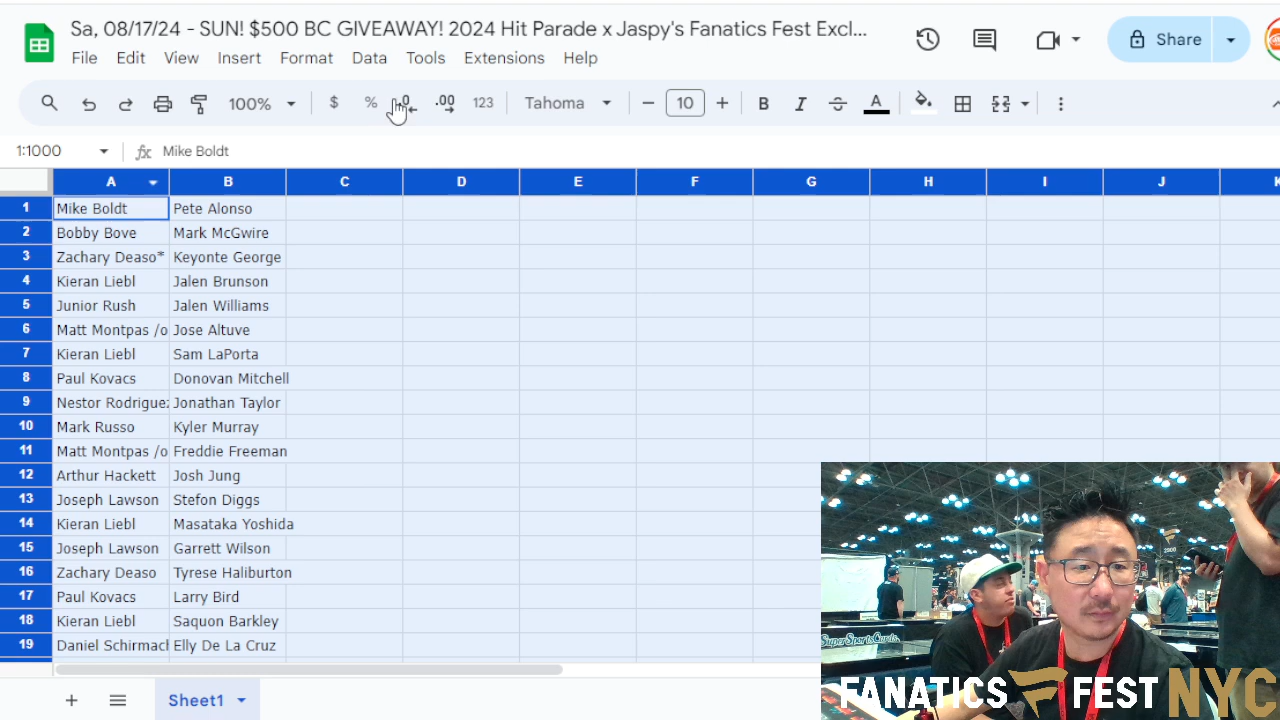 Sa, 08/17/24 - SUN! $500 BC GIVEAWAY! 2024 Hit Parade x Jaspy's Fanatics Fest Excl...
File Edit View Insert Format Data Tools Extensions Help
Share
100% $ % .0 .00 123 Tahoma 10 B I A
1:1000 fx Mike Boldt
A B C D E F G H I J K
1 Mike Boldt Pete Alonso
2 Bobby Bove Mark McGwire
3 Zachary Deaso* Keyonte George
4 Kieran Liebl Jalen Brunson
5 Junior Rush Jalen Williams
6 Matt Montpas /o Jose Altuve
7 Kieran Liebl Sam LaPorta
8 Paul Kovacs Donovan Mitchell
9 Nestor Rodriguez Jonathan Taylor
10 Mark Russo Kyler Murray
11 Matt Montpas /o Freddie Freeman
12 Arthur Hackett Josh Jung
13 Joseph Lawson Stefon Diggs
14 Kieran Liebl Masataka Yoshida
15 Joseph Lawson Garrett Wilson
16 Zachary Deaso Tyrese Haliburton
17 Paul Kovacs Larry Bird
18 Kieran Liebl Saquon Barkley
19 Daniel Schirmach Elly De La Cruz
SuperSportsCards.
FANATICS FEST NYC
Sheet1